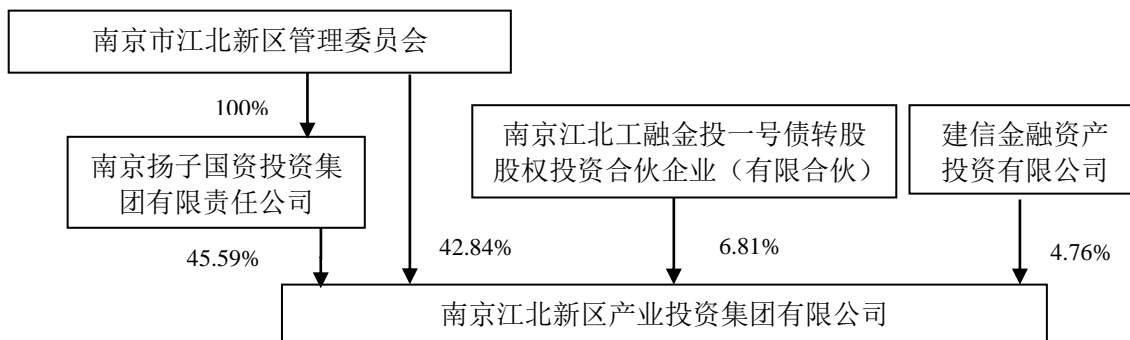 南京市江北新区管理委员会
100%
南京扬子国资投资集
团有限责任公司
南京江北工融金投一号债转股
股权投资合伙企业（有限合伙）
建信金融资产
投资有限公司
45.59%
42.84%
6.81%
4.76%
南京江北新区产业投资集团有限公司